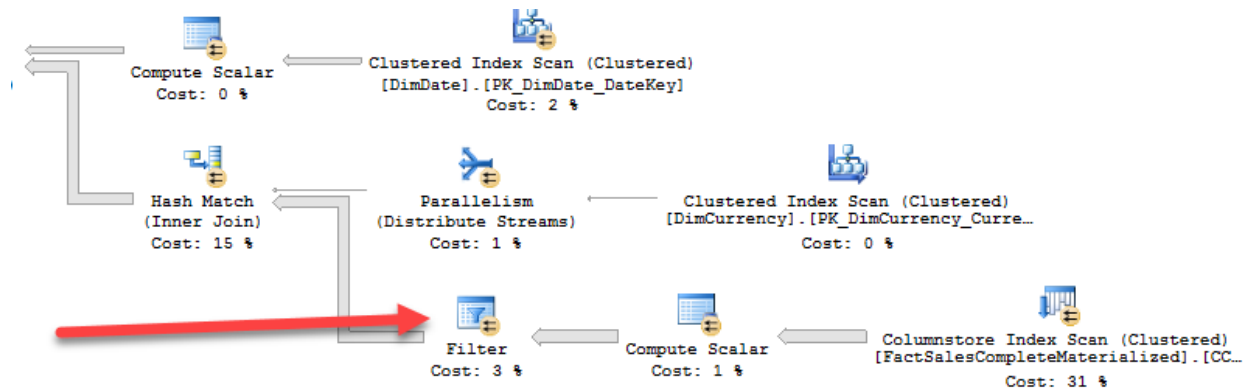 Compute Scalar
Cost: 0 %
Clustered Index Scan (Clustered)
[DimDate].[PK_DimDate_DateKey]
Cost: 2 %
Hash Match
(Inner Join)
Cost: 15 %
Parallelism
(Distribute Streams)
Cost: 1 %
Clustered Index Scan (Clustered)
[DimCurrency].[PK_DimCurrency_Curre…
Cost: 0 %
Filter
Cost: 3 %
Compute Scalar
Cost: 1 %
Columnstore Index Scan (Clustered)
[FactSalesCompleteMaterialized].[CC…
Cost: 31 %